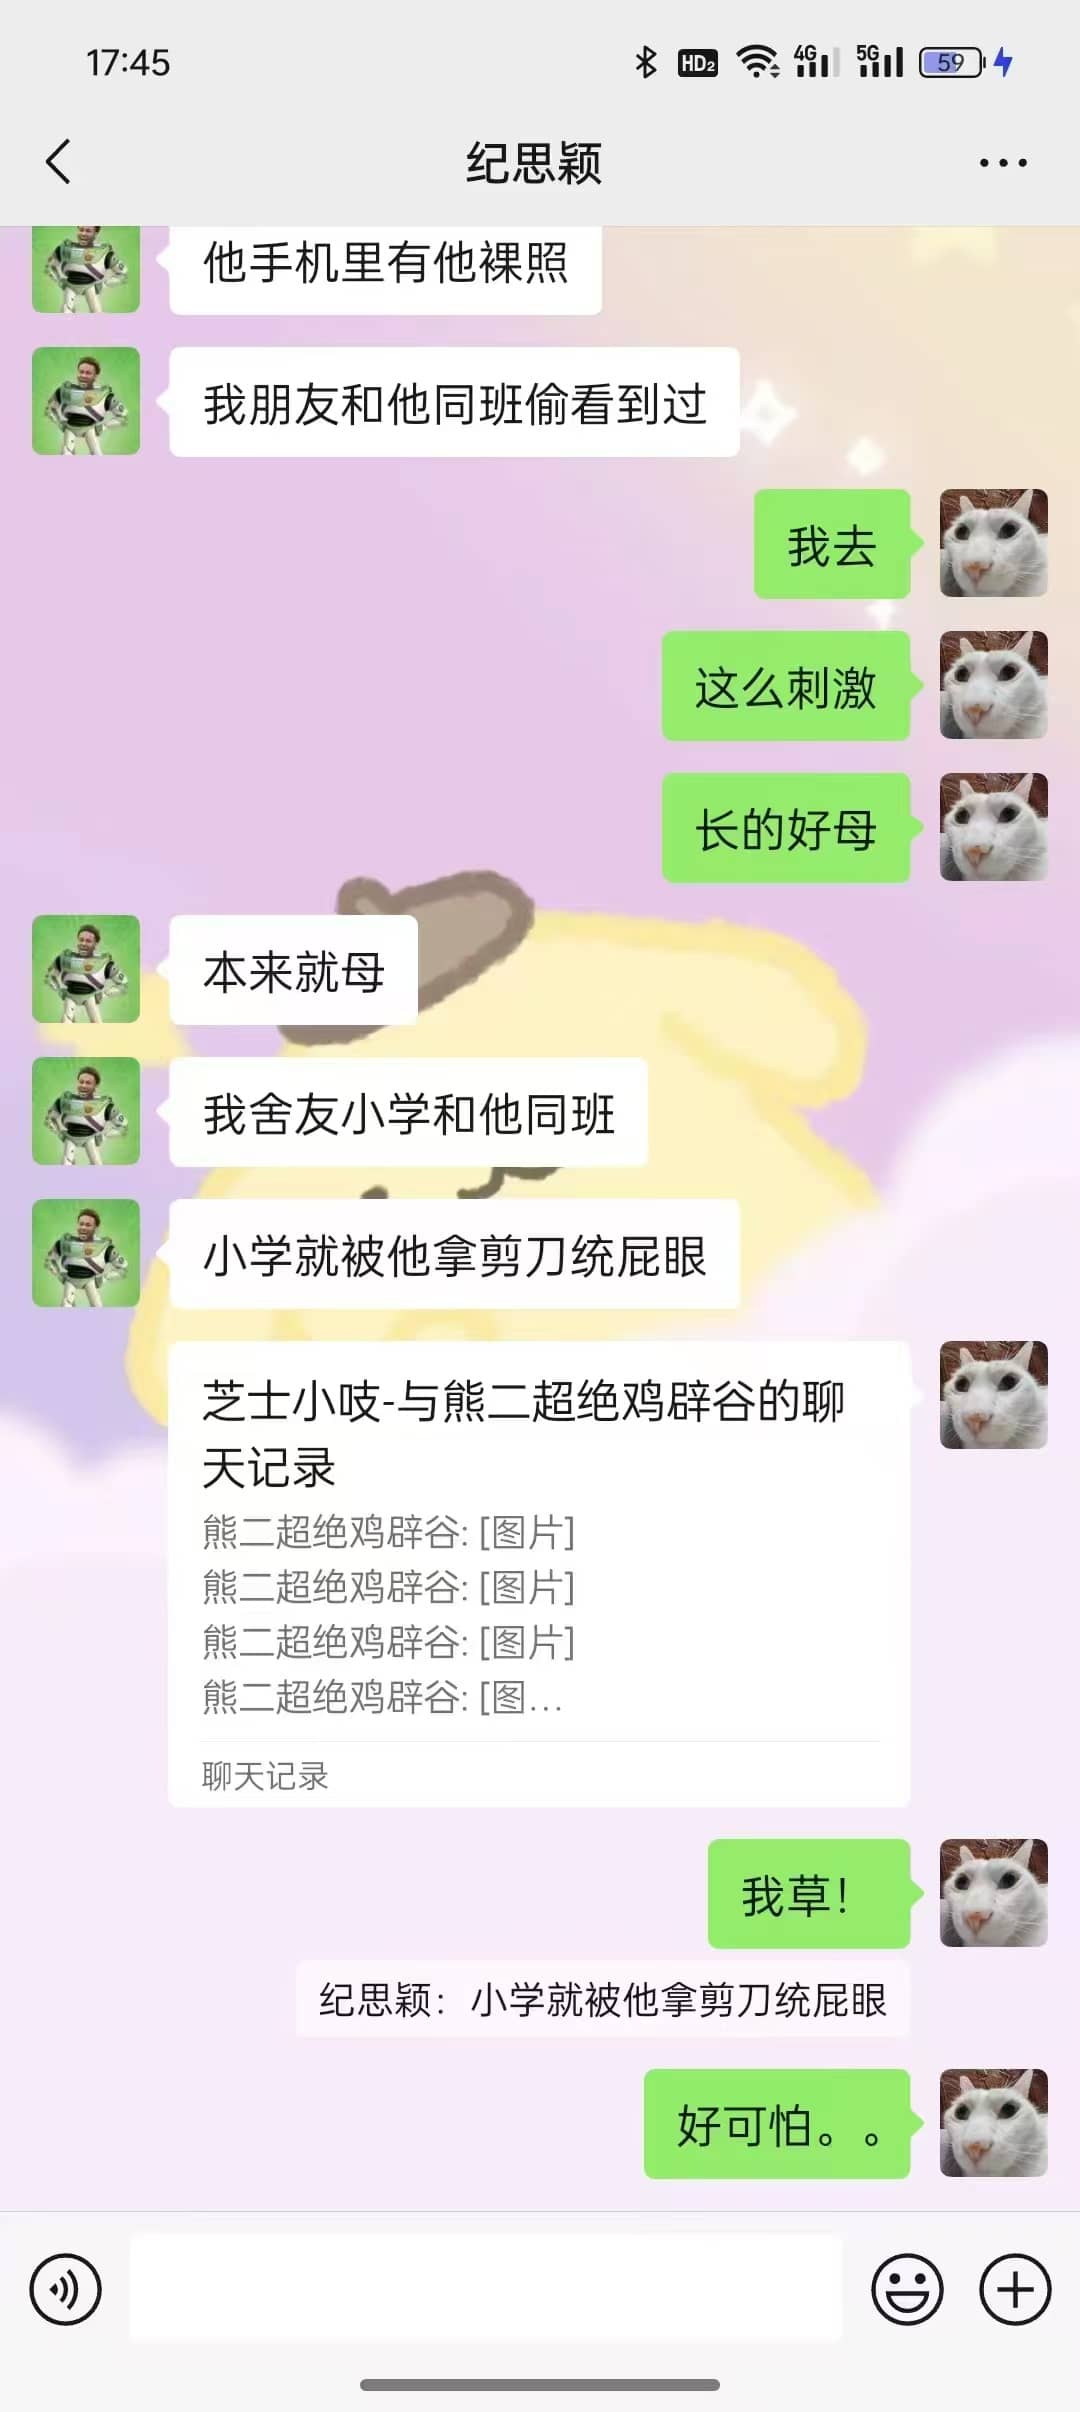 17:45
HD2
4G
5G
59
纪思颖
他手机里有他裸照
我朋友和他同班偷看到过
我去
这么刺激
长的好母
本来就母
我舍友小学和他同班
小学就被他拿剪刀统屁眼
芝士小吱-与熊二超绝鸡辟谷的聊
天记录
熊二超绝鸡辟谷: [图片]
熊二超绝鸡辟谷: [图片]
熊二超绝鸡辟谷: [图片]
熊二超绝鸡辟谷: [图...
聊天记录
我草！
纪思颖：小学就被他拿剪刀统屁眼
好可怕。。